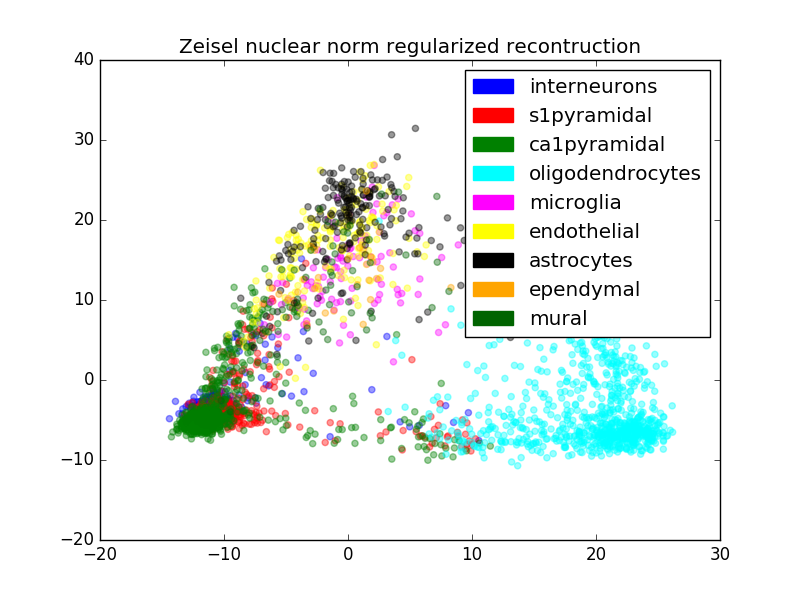 Zeisel nuclear norm regularized recontruction
40
30
20
10
0
−10
−20
−20 −10 0 10 20 30
interneurons
s1pyramidal
ca1pyramidal
oligodendrocytes
microglia
endothelial
astrocytes
ependymal
mural